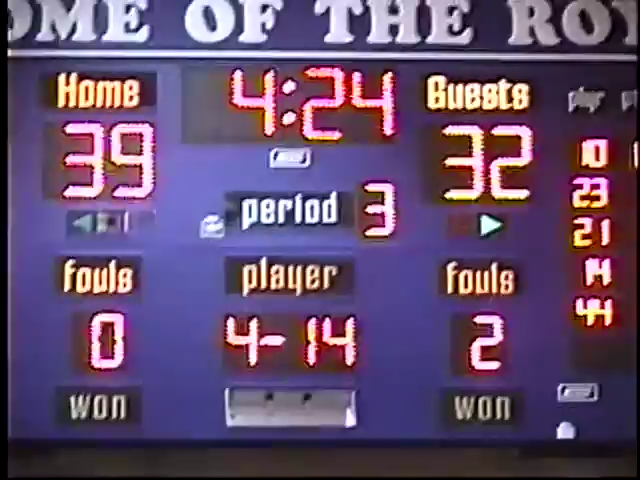 OME OF THE RO
Home 4:24 Guests plyr
39 32 10
period 3 23
21
fouls player fouls 14
0 4-14 2 44
won won